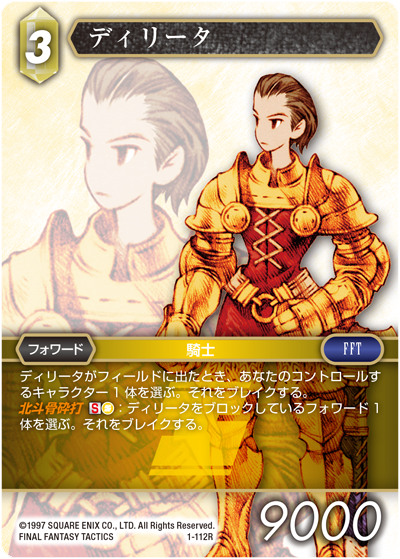 3
ディリータ
フォワード
騎士
FFT
ディリータがフィールドに出たとき、あなたのコントロールす
るキャラクター1体を選ぶ。それをブレイクする。
北斗骨砕打 S：ディリータをブロックしているフォワード1
体を選ぶ。それをブレイクする。
©1997 SQUARE ENIX CO., LTD. All Rights Reserved.
FINAL FANTASY TACTICS
1-112R
9000